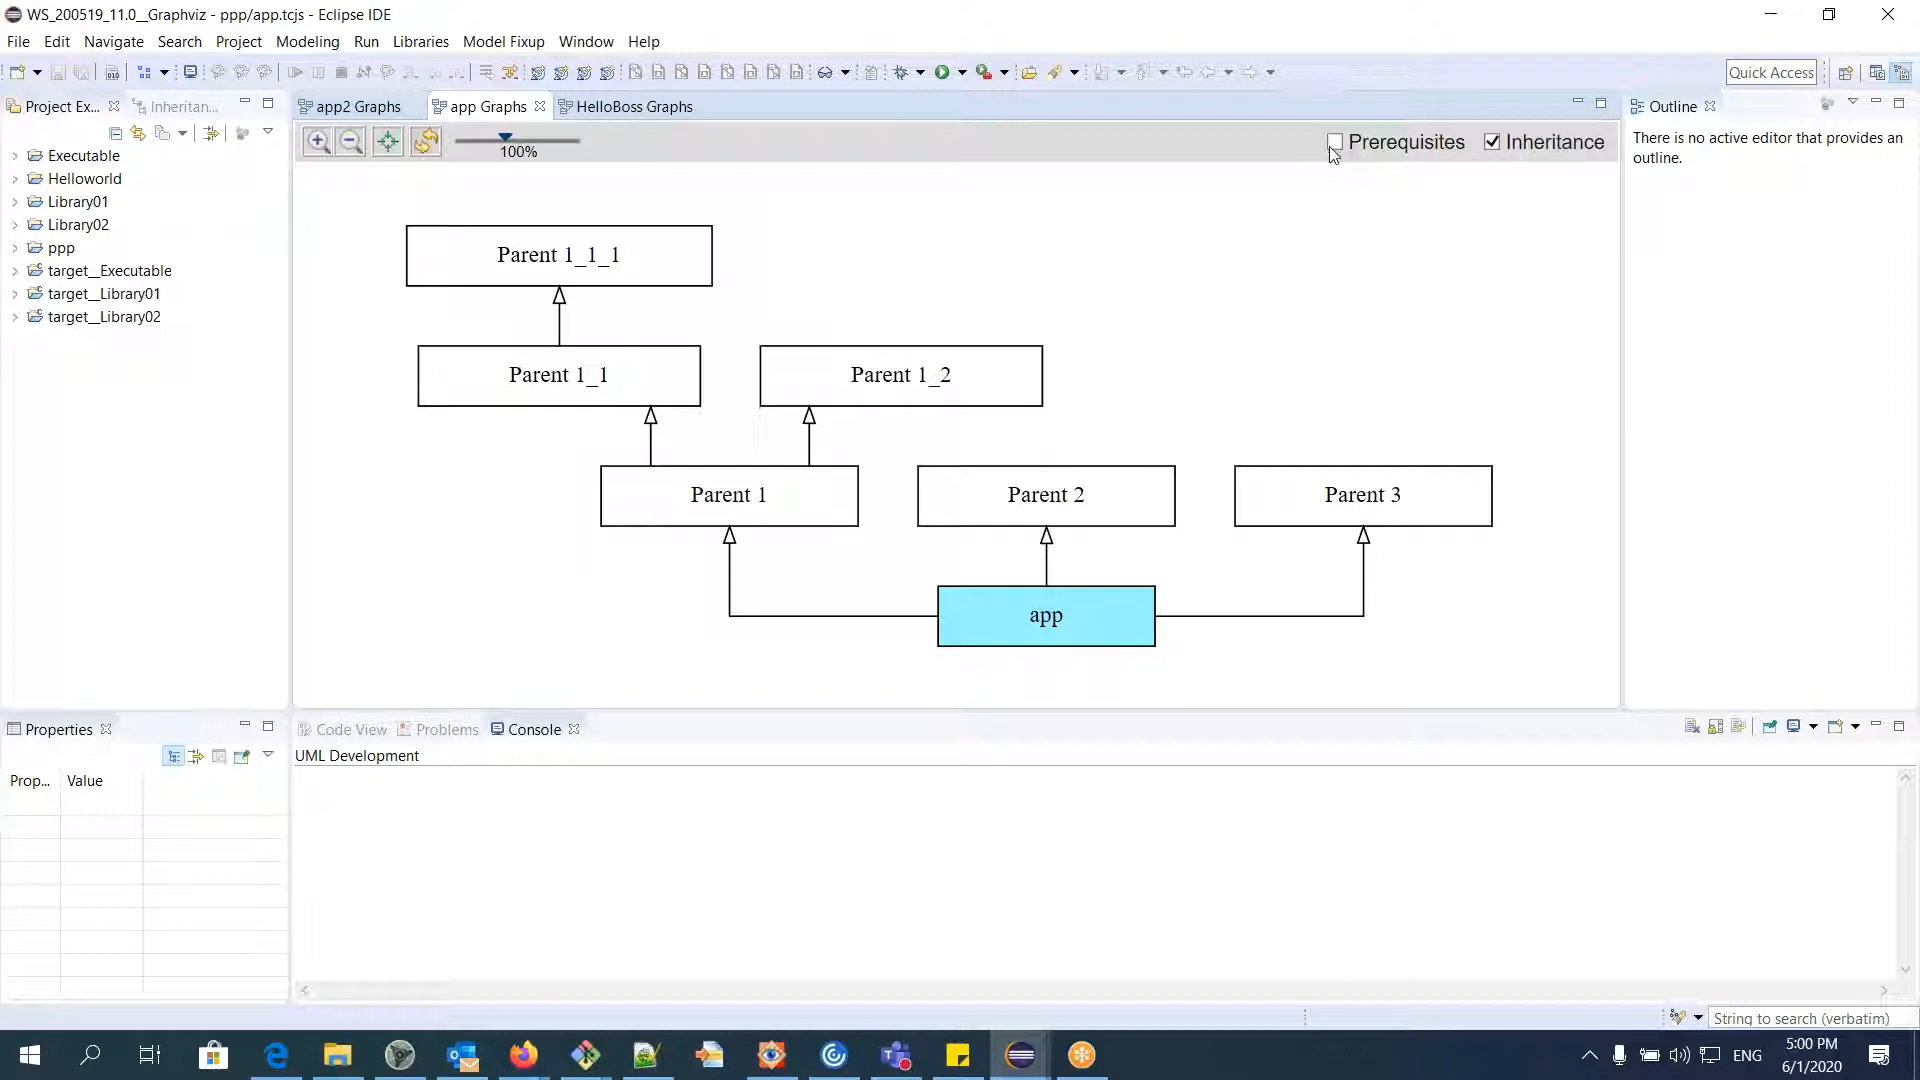 WS_200519_11.0__Graphviz - ppp/app.tcjs - Eclipse IDE
File Edit Navigate Search Project Modeling Run Libraries Model Fixup Window Help
Quick Access
Project Ex... Inheritan...
app2 Graphs app Graphs HelloBoss Graphs
Outline
100%
Prerequisites Inheritance
There is no active editor that provides an
outline.
Executable
Helloworld
Library01
Library02
ppp
target__Executable
target__Library01
target__Library02
Parent 1_1_1
Parent 1_1
Parent 1_2
Parent 1
Parent 2
Parent 3
app
Properties
Prop... Value
Code View Problems Console
UML Development
String to search (verbatim)
ENG
5:00 PM
6/1/2020